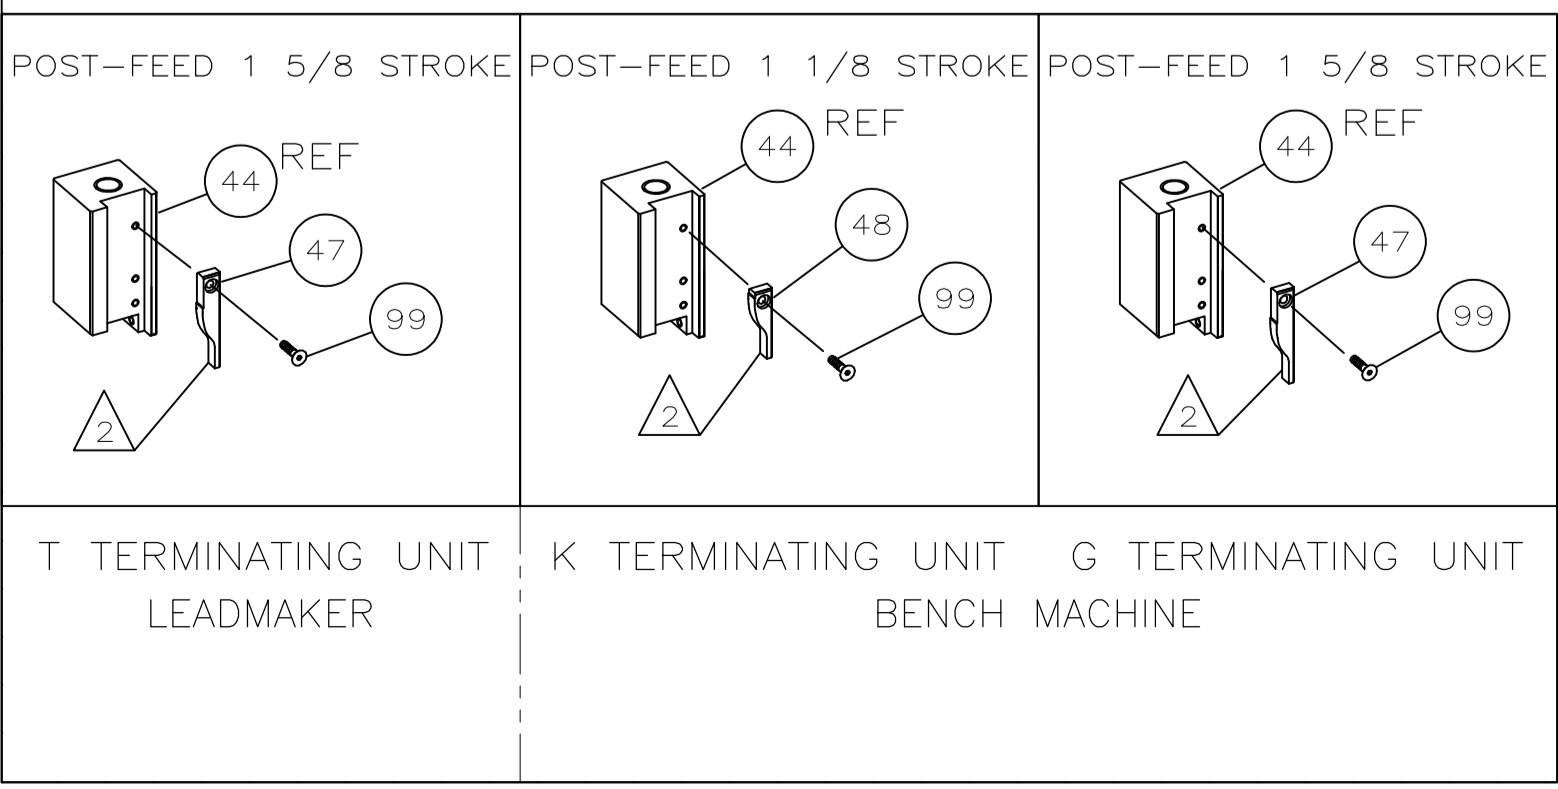 POST-FEED 1 5/8 STROKE
44 REF
47
99
2
POST-FEED 1 1/8 STROKE
44 REF
48
99
2
POST-FEED 1 5/8 STROKE
44 REF
47
99
2
T TERMINATING UNIT
LEADMAKER
K TERMINATING UNIT G TERMINATING UNIT
BENCH MACHINE